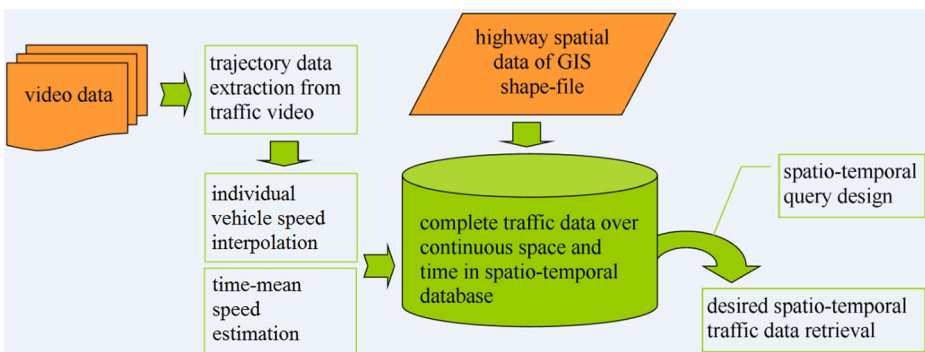 video data
trajectory data
extraction from
traffic video
highway spatial
data of GIS
shape-file
individual
vehicle speed
interpolation
time-mean
speed
estimation
complete traffic data over
continuous space and
time in spatio-temporal
database
spatio-temporal
query design
desired spatio-temporal
traffic data retrieval